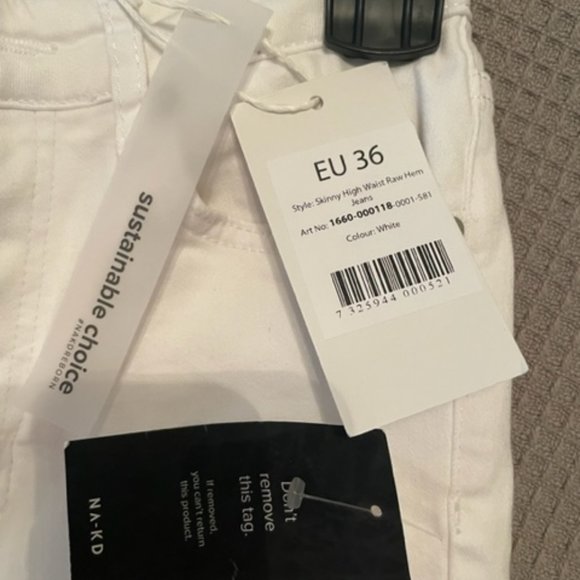 sustainable choice
#NAKDREBORN
EU 36
Style: Skinny High Waist Raw Hem
Jeans
Art No: 1660-000118-0001-581
Colour: White
7 325944 000521
Don't
remove
this tag.
If removed,
you can't return
this product.
NA-KD